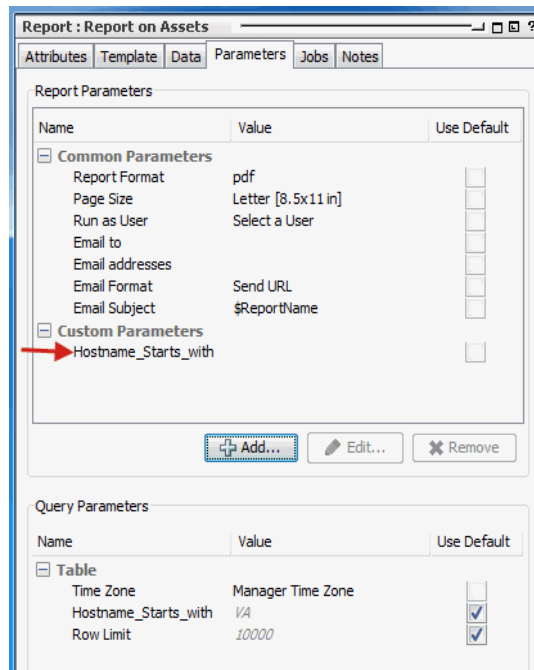 Report : Report on Assets ?
Attributes Template Data Parameters Jobs Notes
Report Parameters
Name Value Use Default
Common Parameters
Report Format pdf
Page Size Letter [8.5x11 in]
Run as User Select a User
Email to
Email addresses
Email Format Send URL
Email Subject $ReportName
Custom Parameters
Hostname_Starts_with
Add... Edit... Remove
Query Parameters
Name Value Use Default
Table
Time Zone Manager Time Zone
Hostname_Starts_with VA
Row Limit 10000